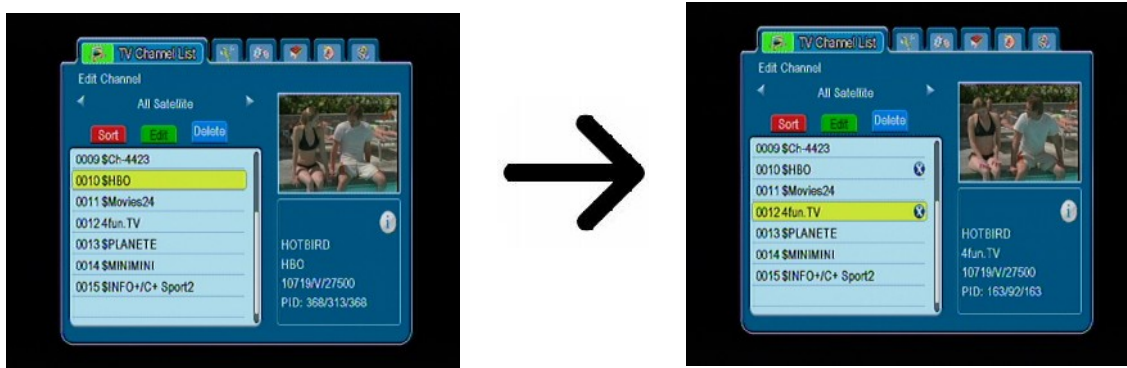 TV Channel List
Edit Channel
All Satellite
Sort Edit Delete
0009 $Ch-4423
0010 $HBO
0011 $Movies24
0012 4fun.TV
0013 $PLANETE
0014 $MINIMINI
0015 $INFO+/C+ Sport2
i
HOTBIRD
HBO
10719/V/27500
PID: 368/313/368
TV Channel List
Edit Channel
All Satellite
Sort Edit Delete
0009 $Ch-4423
0010 $HBO X
0011 $Movies24
0012 4fun.TV X
0013 $PLANETE
0014 $MINIMINI
0015 $INFO+/C+ Sport2
i
HOTBIRD
4fun.TV
10719/V/27500
PID: 163/92/163